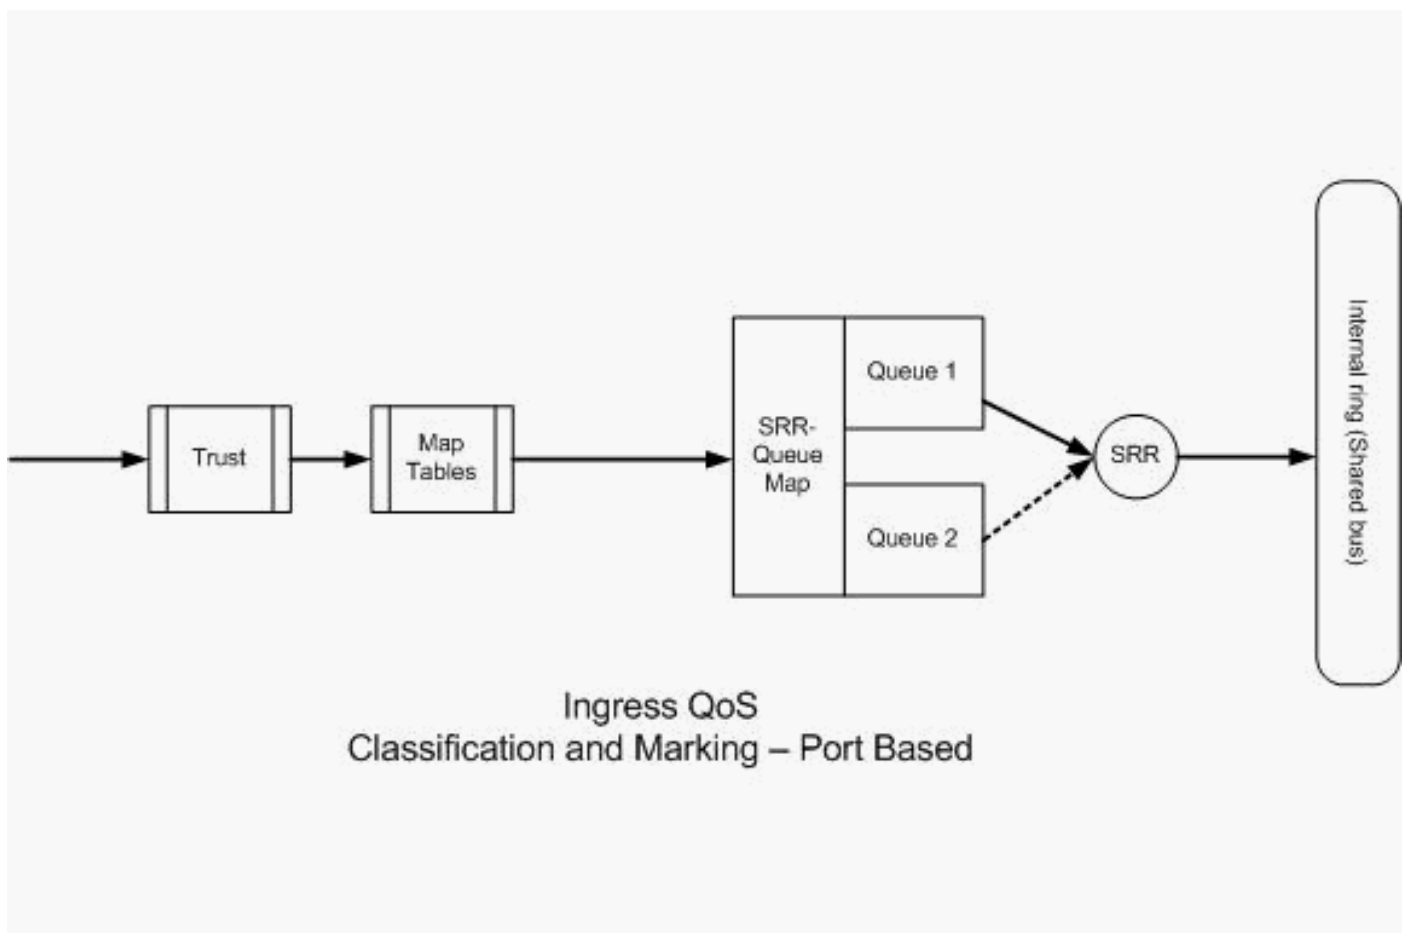 Trust
Map
Tables
SRR-
Queue
Map
Queue 1
Queue 2
SRR
Internal ring (Shared bus)
Ingress QoS
Classification and Marking – Port Based